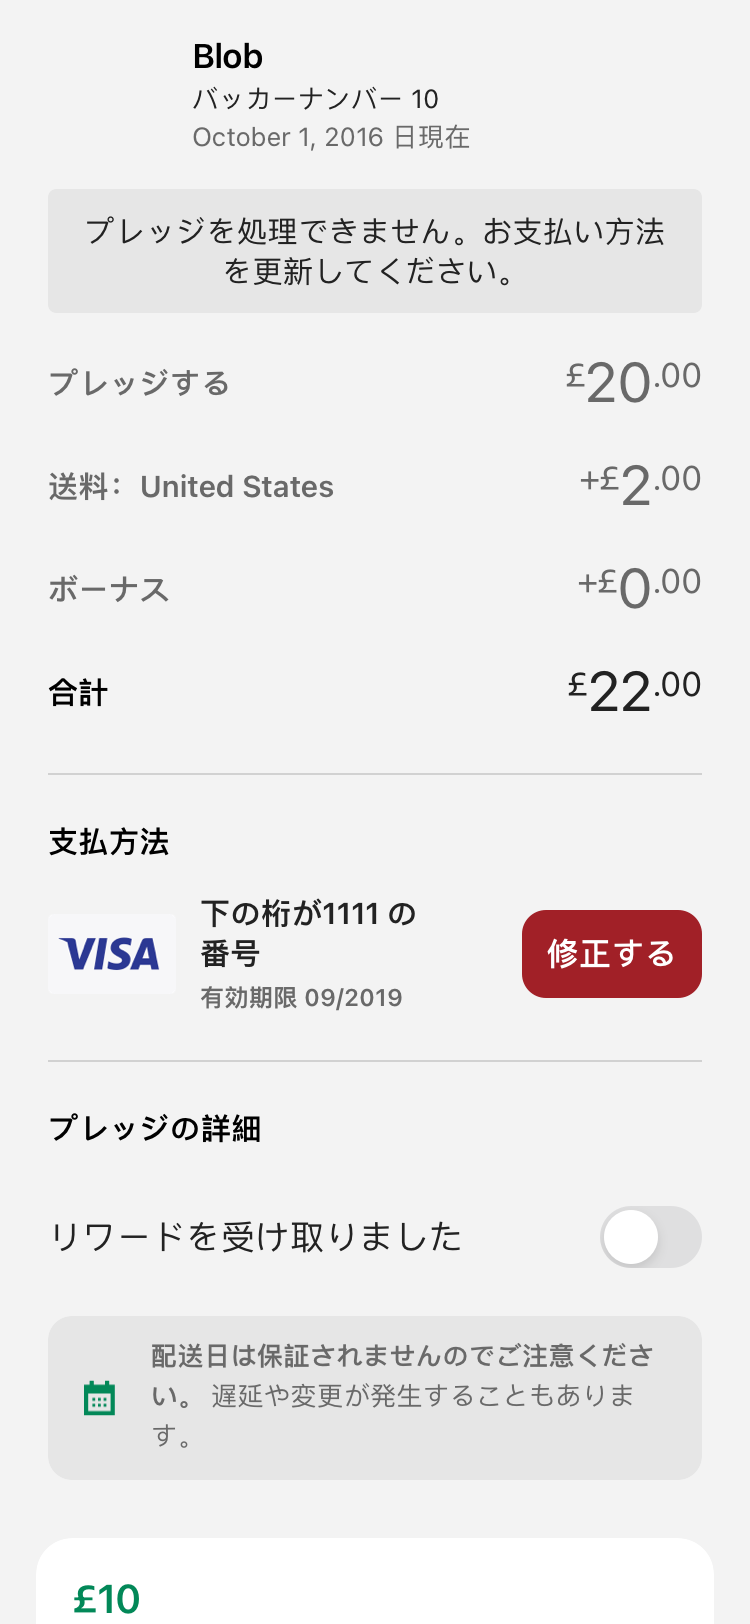 Blob
バッカーナンバー 10
October 1, 2016 日現在
プレッジを処理できません。お支払い方法
を更新してください。
プレッジする £20.00
送料：United States +£2.00
ボーナス +£0.00
合計 £22.00
支払方法
VISA
下の桁が1111 の
番号
有効期限 09/2019
修正する
プレッジの詳細
リワードを受け取りました
配送日は保証されませんのでご注意くださ
い。 遅延や変更が発生することもありま
す。
£10